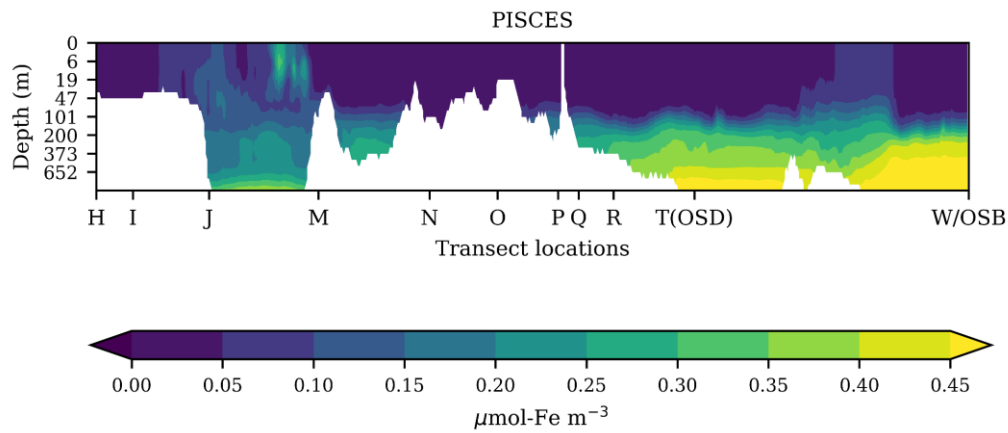 PISCES
Depth (m)
0
6
19
47
101
200
373
652
H I J M N O P Q R T(OSD) W/OSB
Transect locations
0.00 0.05 0.10 0.15 0.20 0.25 0.30 0.35 0.40 0.45
μmol-Fe m⁻³